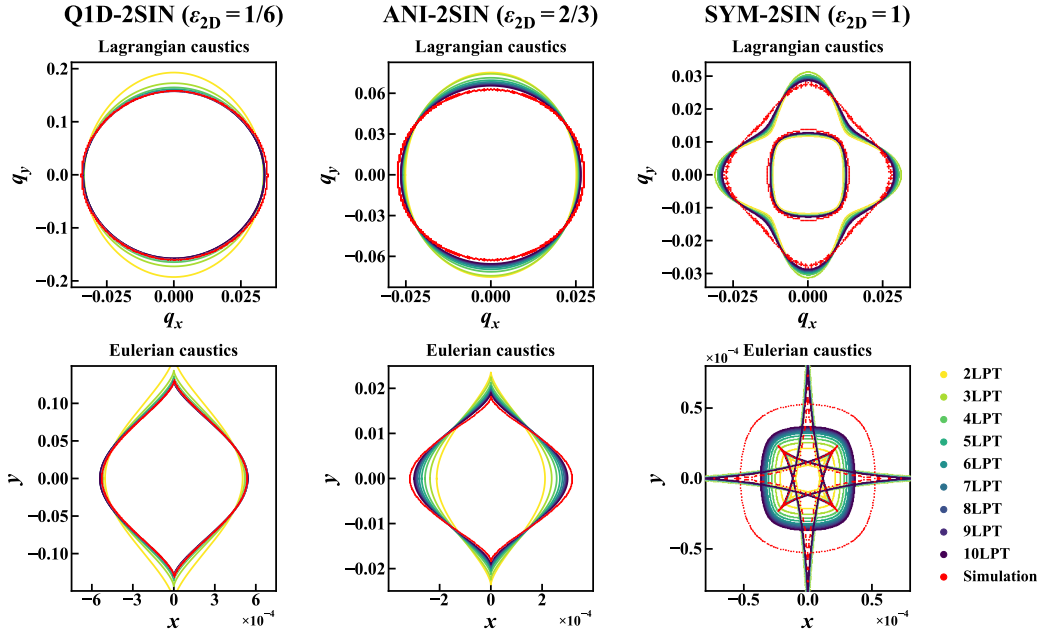 Q1D-2SIN (ε2D = 1/6)
ANI-2SIN (ε2D = 2/3)
SYM-2SIN (ε2D = 1)
Lagrangian caustics
Lagrangian caustics
Lagrangian caustics
0.2
0.1
0.0
−0.1
−0.2
qy
−0.025 0.000 0.025
qx
0.06
0.03
0.00
−0.03
−0.06
qy
−0.025 0.000 0.025
qx
0.03
0.02
0.01
0.00
−0.01
−0.02
−0.03
qy
−0.025 0.000 0.025
qx
Eulerian caustics
Eulerian caustics
×10−4 Eulerian caustics
0.10
0.05
0.00
−0.05
−0.10
y
−6 −3 0 3 6
×10−4
x
0.02
0.01
0.00
−0.01
−0.02
y
−2 0 2
×10−4
x
0.5
0.0
−0.5
y
−0.5 0.0 0.5
×10−4
x
2LPT
3LPT
4LPT
5LPT
6LPT
7LPT
8LPT
9LPT
10LPT
Simulation